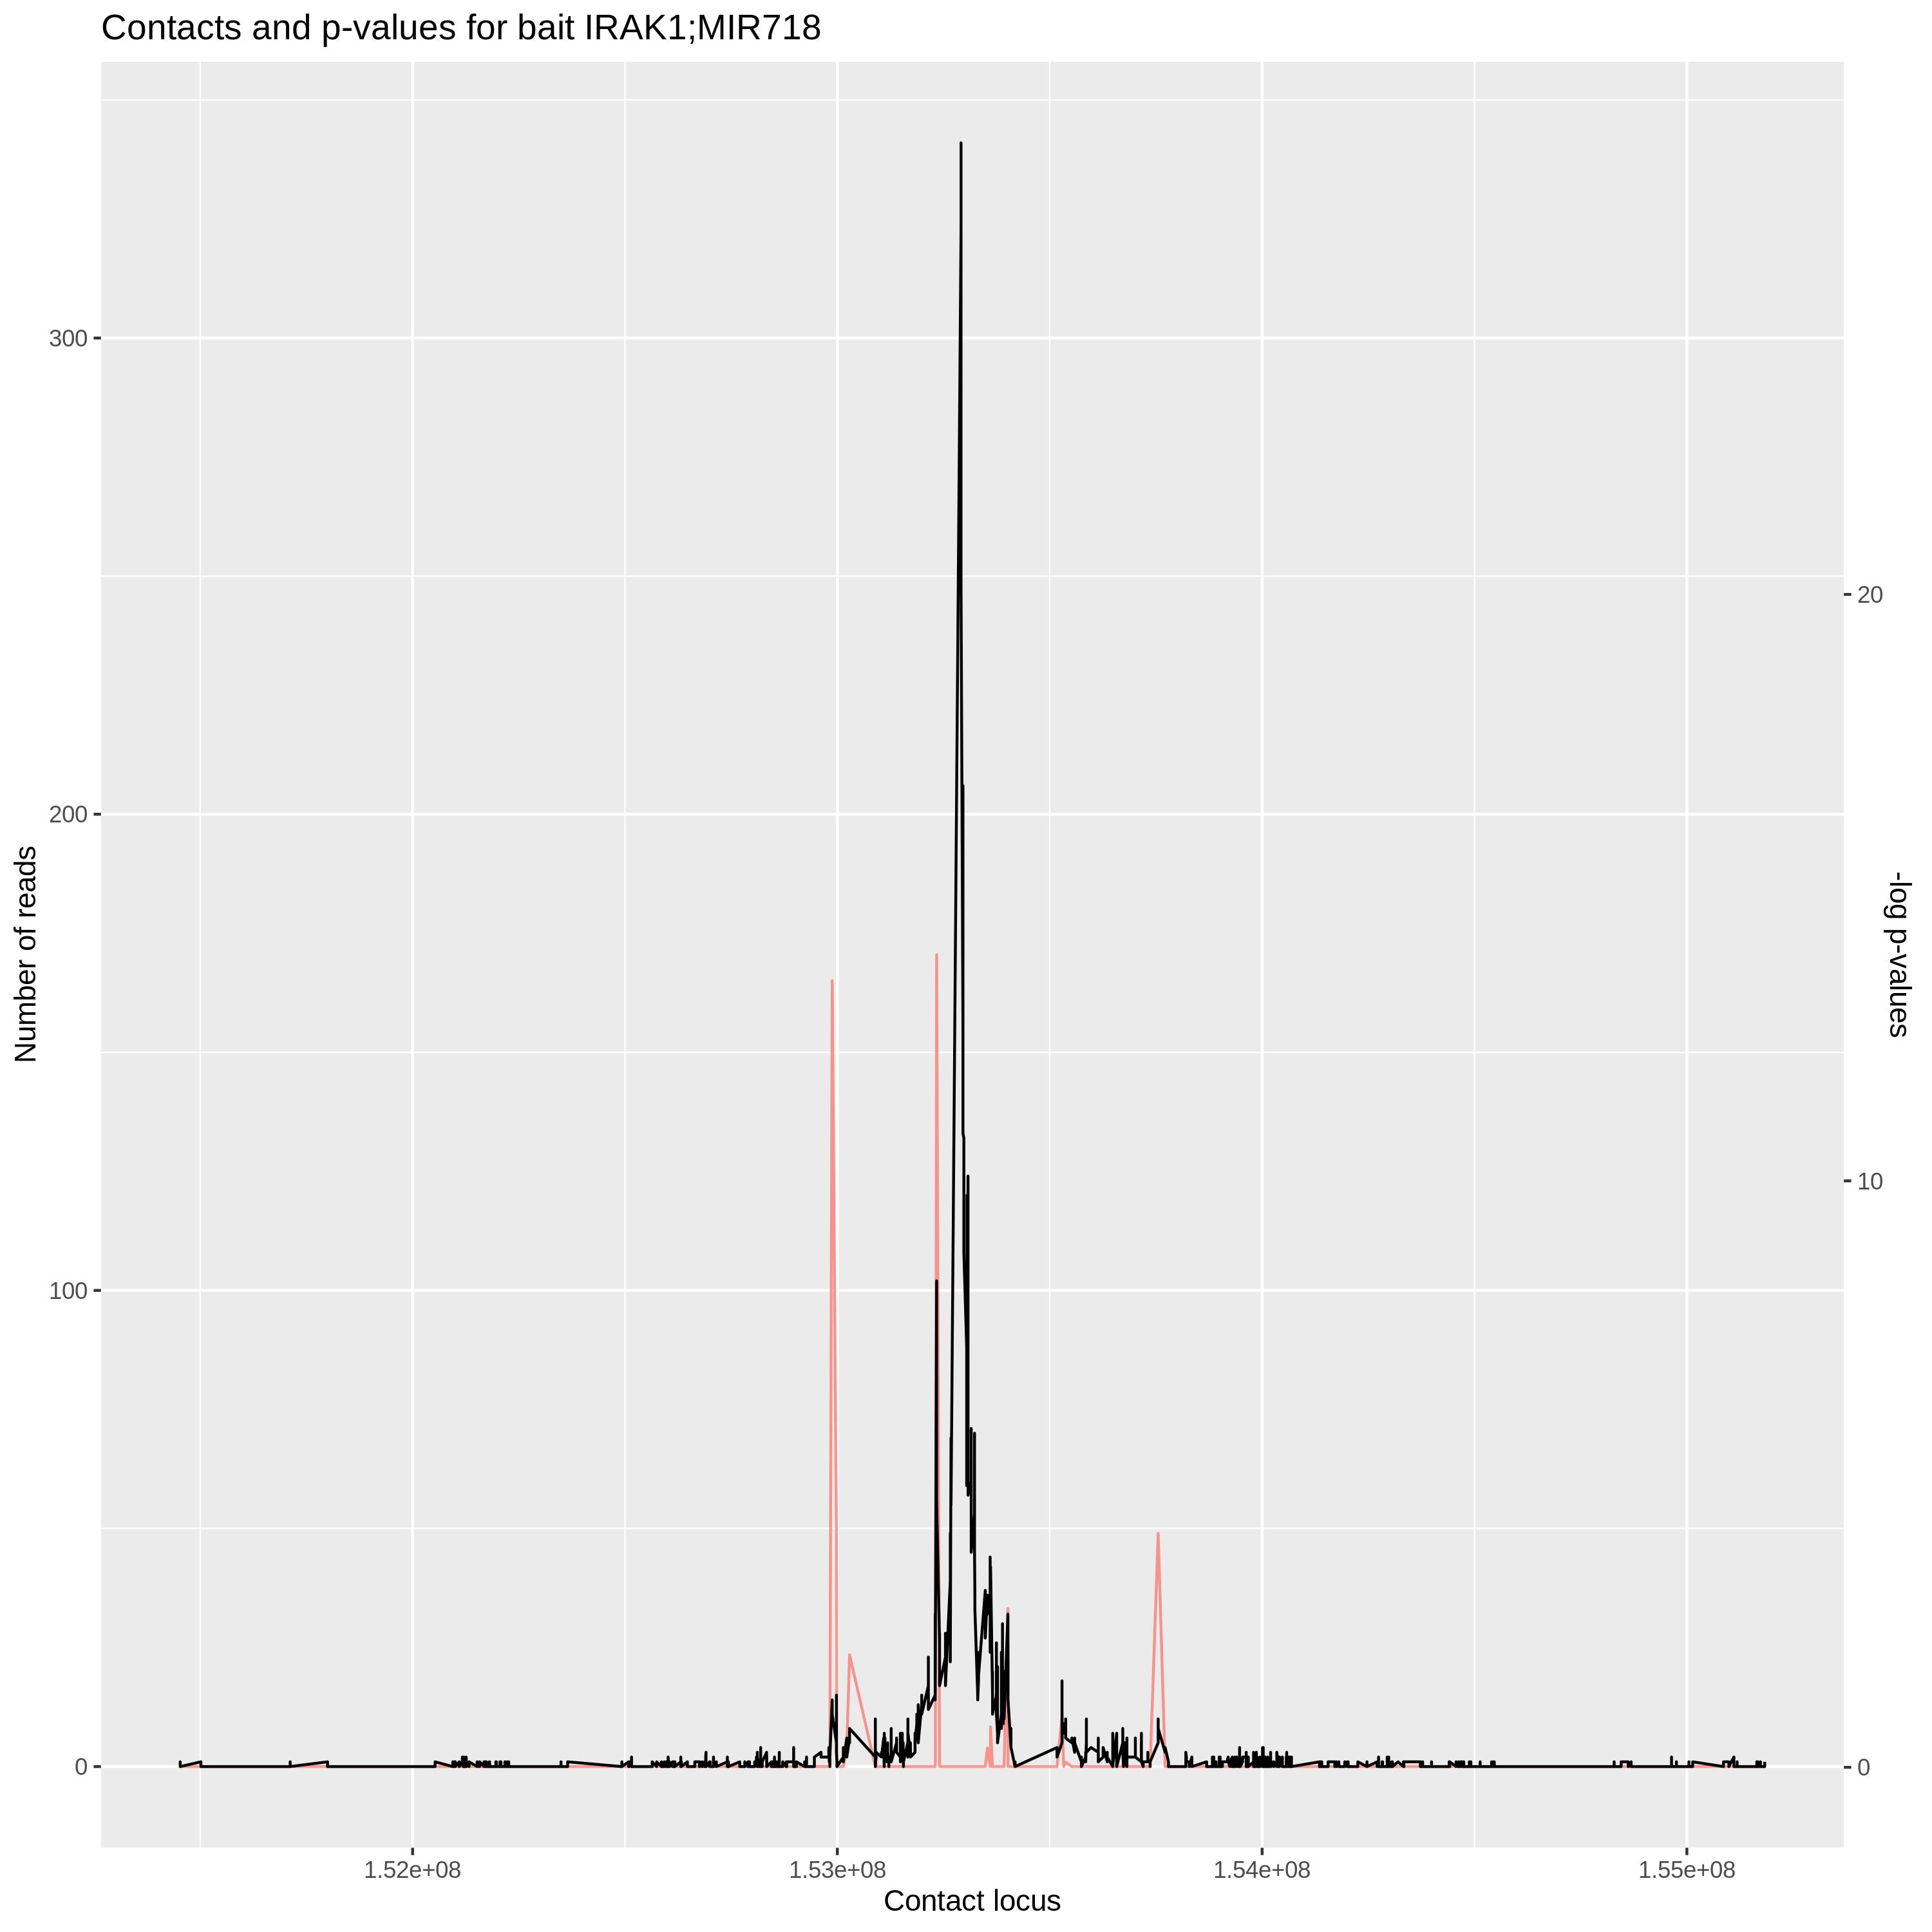 Contacts and p-values for bait IRAK1;MIR718
300
200
100
0
Number of reads
20
10
0
-log p-values
1.52e+08
1.53e+08
1.54e+08
1.55e+08
Contact locus